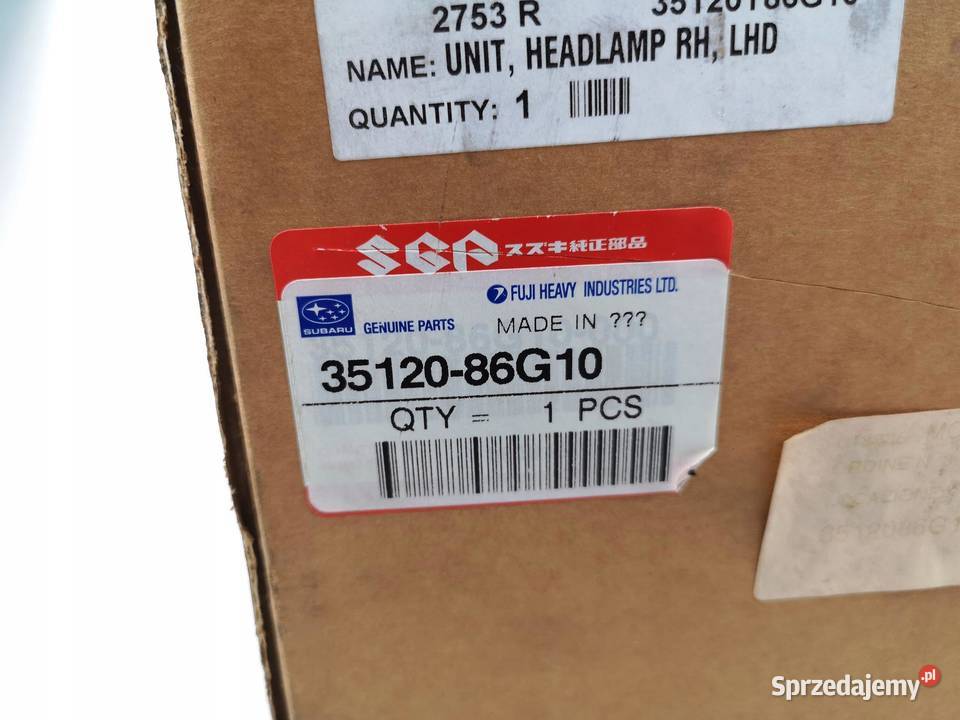 2753 R
35120T86G10
NAME: UNIT, HEADLAMP RH, LHD
QUANTITY: 1
SGP スズキ純正部品
FUJI HEAVY INDUSTRIES LTD.
SUBARU GENUINE PARTS MADE IN ???
35120-86G10
QTY = 1 PCS
Sprzedajemy.pl